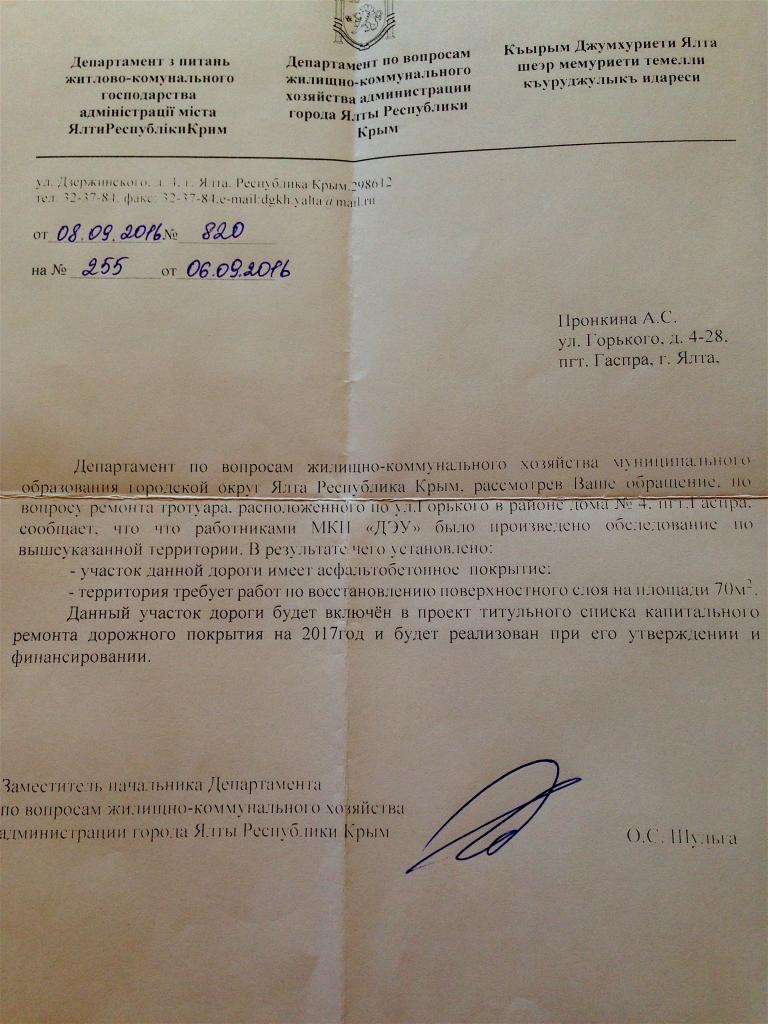 Департамент з питань
житлово-комунального
господарства
адміністрації міста
ЯлтиРеспублікиКрим
Департамент по вопросам
жилищно-коммунального
хозяйства администрации
города Ялты Республики
Крым
Къырым Джумхуриети Ялта
шеэр мемуриети темелли
къуруджулыкъ идареси
ул. Дзержинского, д. 4, г. Ялта, Республика Крым,298612
тел. 32-37-84, факс: 32-37-84,e-mail:dgkh.yalta@mail.ru
от 08.09.2016 № 820
на № 255 от 06.09.2016
Пронкина А.С.
ул. Горького, д. 4-28,
пгт. Гаспра, г. Ялта,
Департамент по вопросам жилищно-коммунального хозяйства муниципального
образования городской округ Ялта Республика Крым, рассмотрев Ваше обращение, по
вопросу ремонта тротуара, расположенного по ул.Горького в районе дома № 4, пгт.Гаспра,
сообщает, что что работниками МКП «ДЭУ» было произведено обследование по
вышеуказанной территории. В результате чего установлено:
- участок данной дороги имеет асфальтобетонное покрытие;
- территория требует работ по восстановлению поверхностного слоя на площади 70м².
Данный участок дороги будет включён в проект титульного списка капитального
ремонта дорожного покрытия на 2017год и будет реализован при его утверждении и
финансировании.
Заместитель начальника Департамента
по вопросам жилищно-коммунального хозяйства
администрации города Ялты Республики Крым
О.С. Шульга